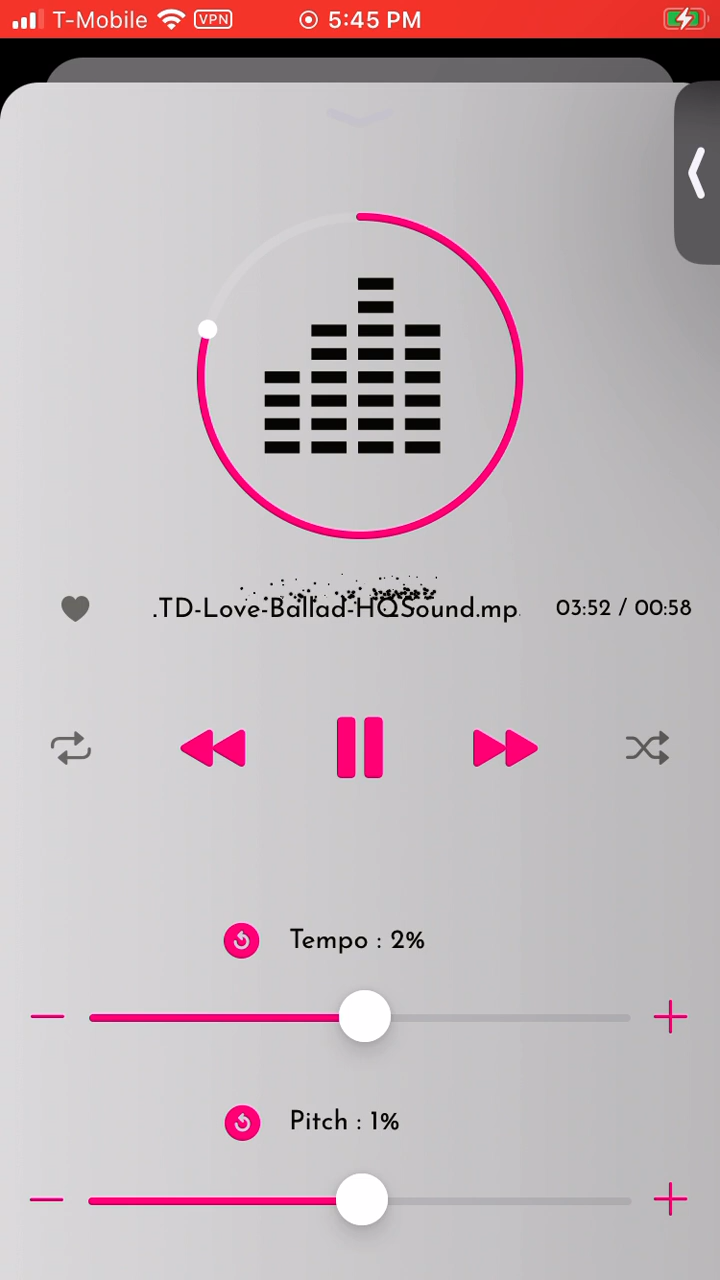 T-Mobile VPN 5:45 PM
.TD-Love-Ballad-HQSound.mp. 03:52 / 00:58
Tempo : 2%
Pitch : 1%